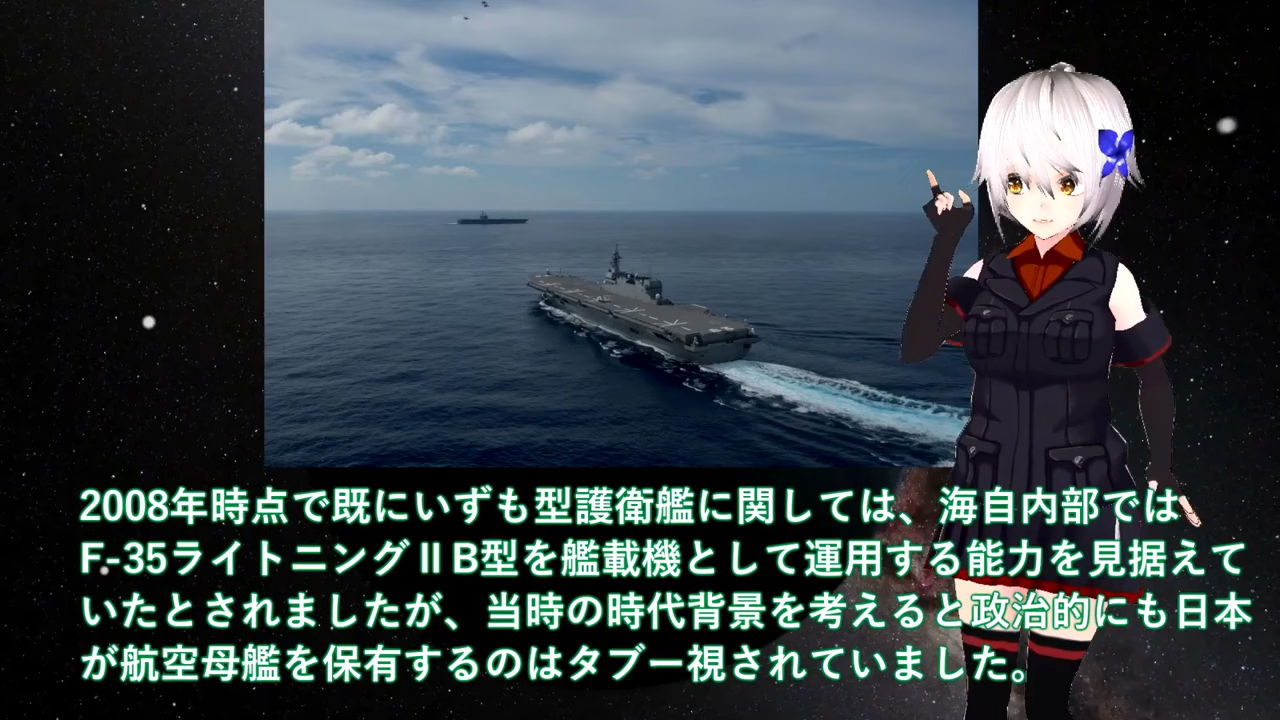 2008年時点で既にいずも型護衛艦に関しては、海自内部では
F-35ライトニングⅡB型を艦載機として運用する能力を見据えて
いたとされましたが、当時の時代背景を考えると政治的にも日本
が航空母艦を保有するのはタブー視されていました。